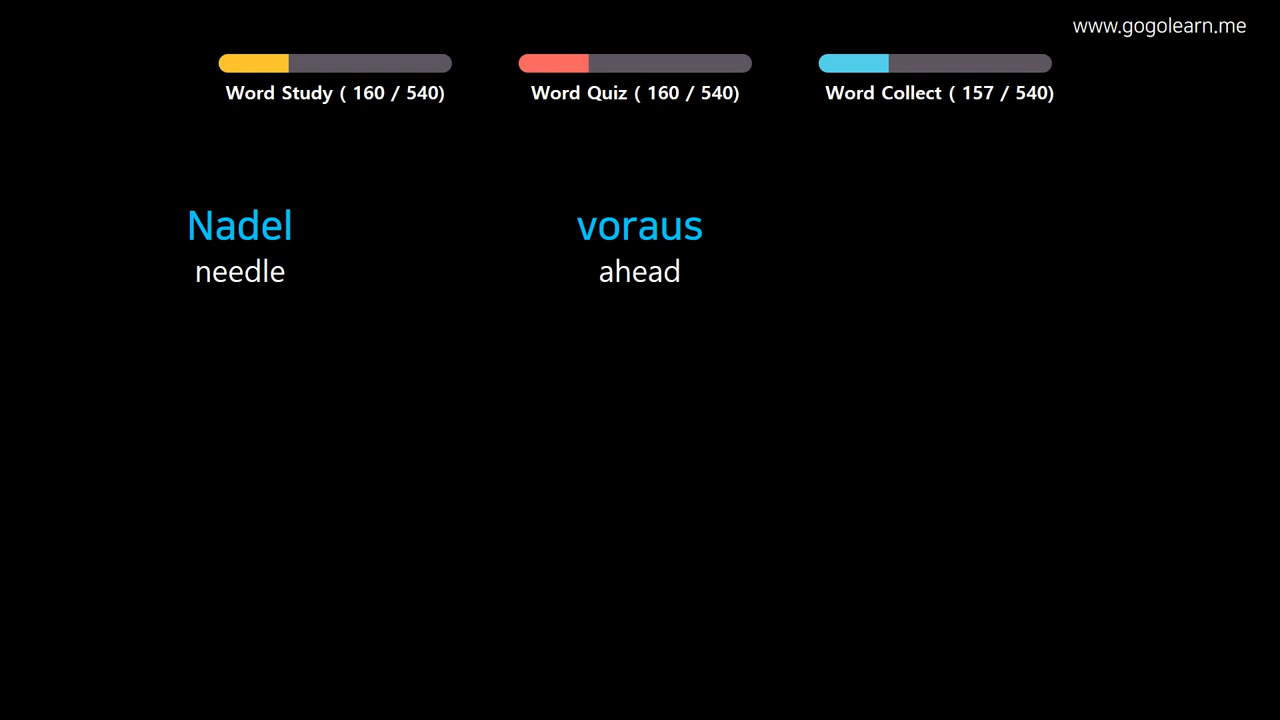 www.gogolearn.me
Word Study ( 160 / 540)
Word Quiz ( 160 / 540)
Word Collect ( 157 / 540)
Nadel
needle
voraus
ahead